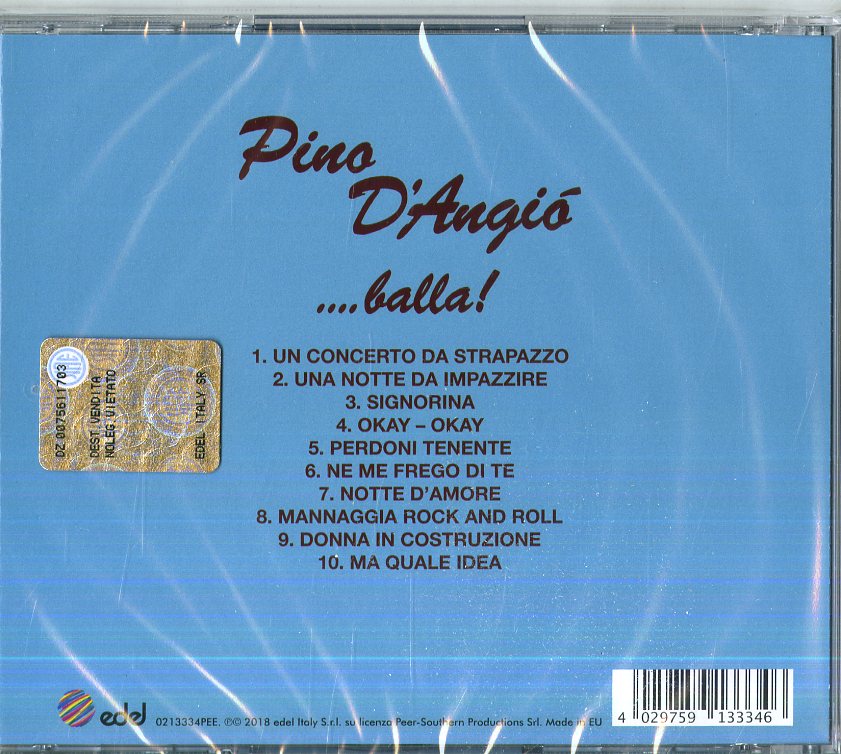 Pino
D'Angió
....balla!
1. UN CONCERTO DA STRAPAZZO
2. UNA NOTTE DA IMPAZZIRE
3. SIGNORINA
4. OKAY – OKAY
5. PERDONI TENENTE
6. NE ME FREGO DI TE
7. NOTTE D'AMORE
8. MANNAGGIA ROCK AND ROLL
9. DONNA IN COSTRUZIONE
10. MA QUALE IDEA
DZ 0075611703
DEST.VENDITA
NOLEG.VIETATO
EDEL ITALY SR
edel
0213334PEE. ℗© 2018 edel Italy S.r.l. su licenza Peer-Southern Productions Srl. Made in EU
4 029759 133346